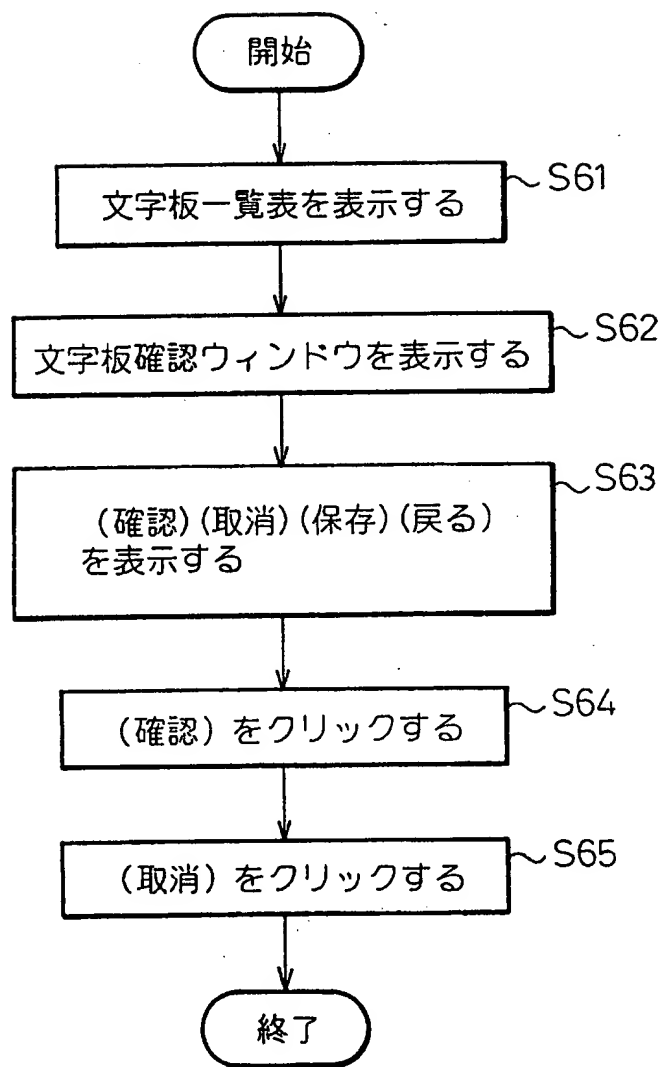 開始
文字板一覧表を表示する
S61
文字板確認ウィンドウを表示する
S62
(確認)(取消)(保存)(戻る)
を表示する
S63
(確認)をクリックする
S64
(取消)をクリックする
S65
終了